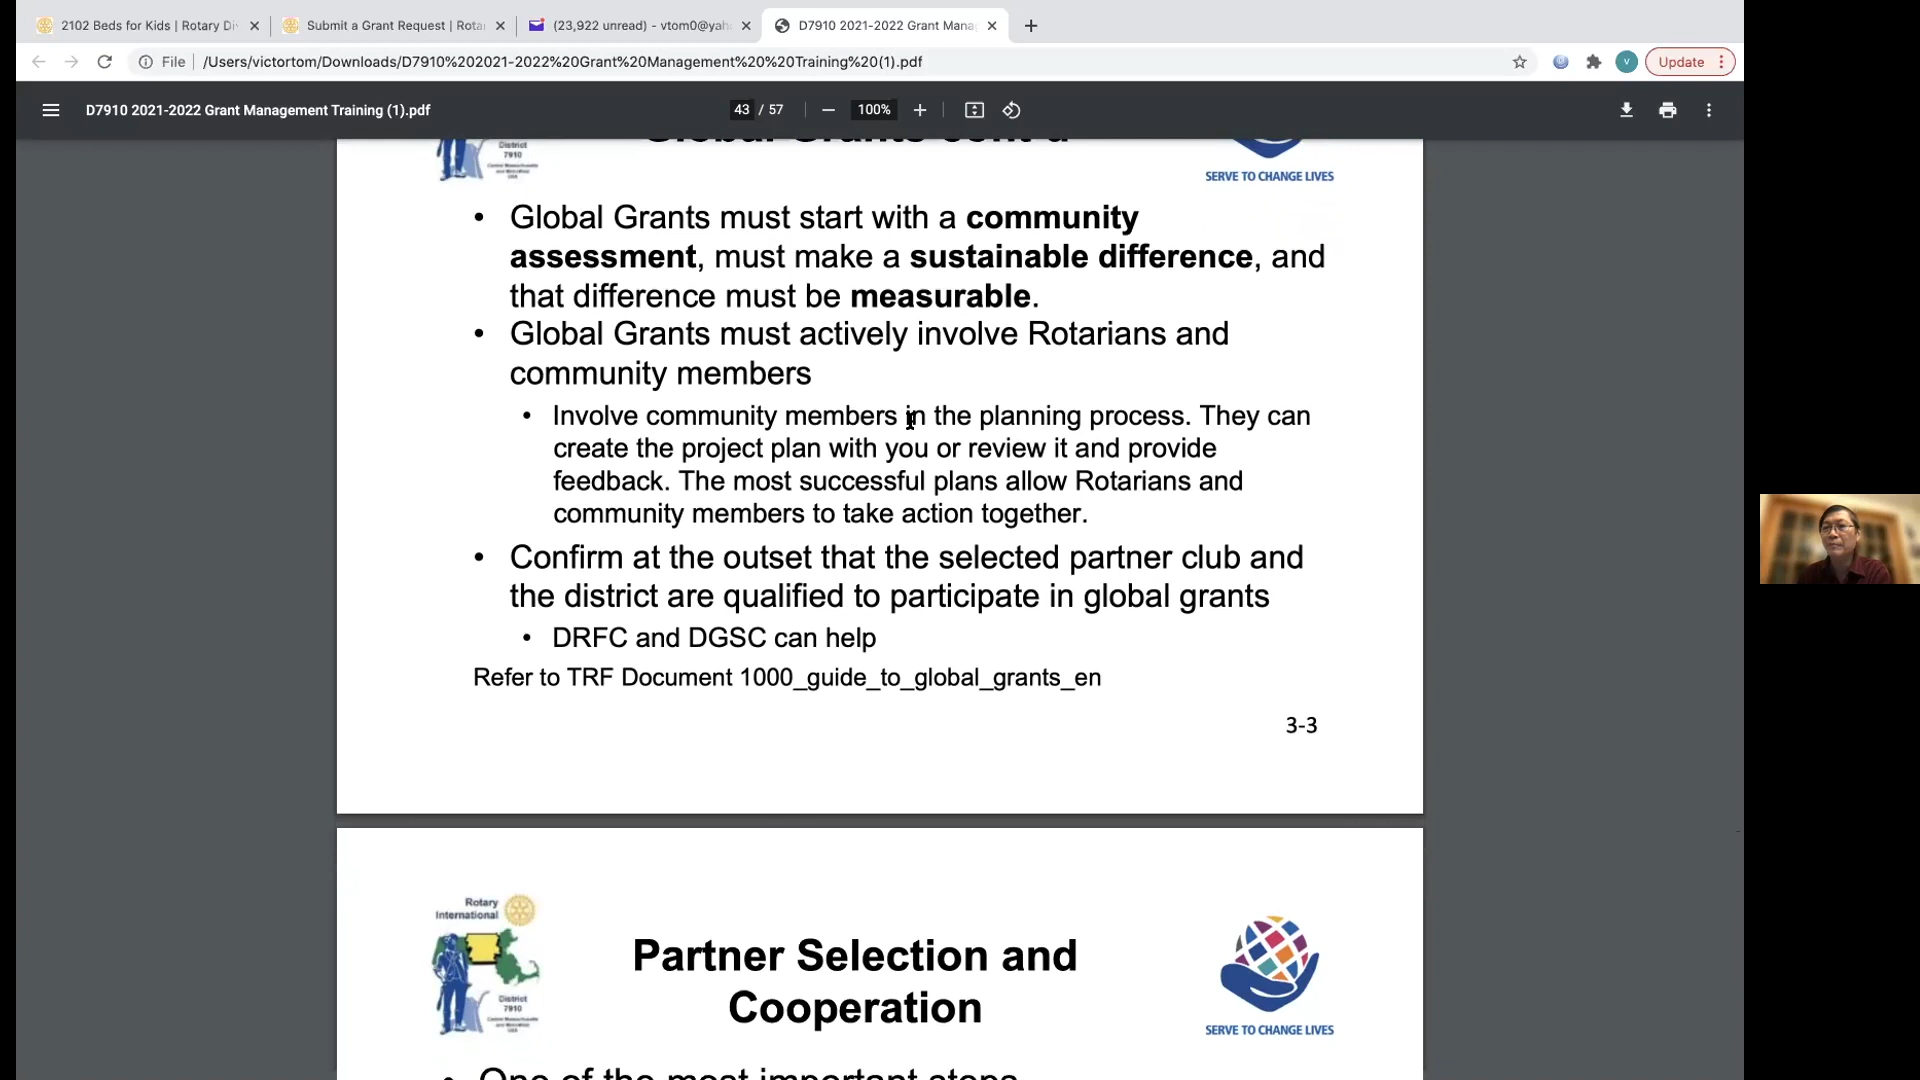 2102 Beds for Kids | Rotary Di
Submit a Grant Request | Rota
(23,922 unread) - vtom0@yah
D7910 2021-2022 Grant Mana
File
/Users/victortom/Downloads/D7910%202021-2022%20Grant%20Management%20%20Training%20(1).pdf
V
Update
D7910 2021-2022 Grant Management Training (1).pdf
43 / 57
100%
Global Grants cont'd
District
7910
SERVE TO CHANGE LIVES
• Global Grants must start with a community
assessment, must make a sustainable difference, and
that difference must be measurable.
• Global Grants must actively involve Rotarians and
community members
• Involve community members in the planning process. They can
create the project plan with you or review it and provide
feedback. The most successful plans allow Rotarians and
community members to take action together.
• Confirm at the outset that the selected partner club and
the district are qualified to participate in global grants
• DRFC and DGSC can help
Refer to TRF Document 1000_guide_to_global_grants_en
3-3
Rotary
International
District
7910
Partner Selection and
Cooperation
SERVE TO CHANGE LIVES
• One of the most important steps